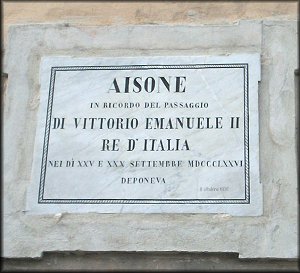 AISONE
IN RICORDO DEL PASSAGGIO
DI VITTORIO EMANUELE II
RE D'ITALIA
NEI DÌ XXV E XXX SETTEMBRE MDCCCLXXVI
DEPONEVA